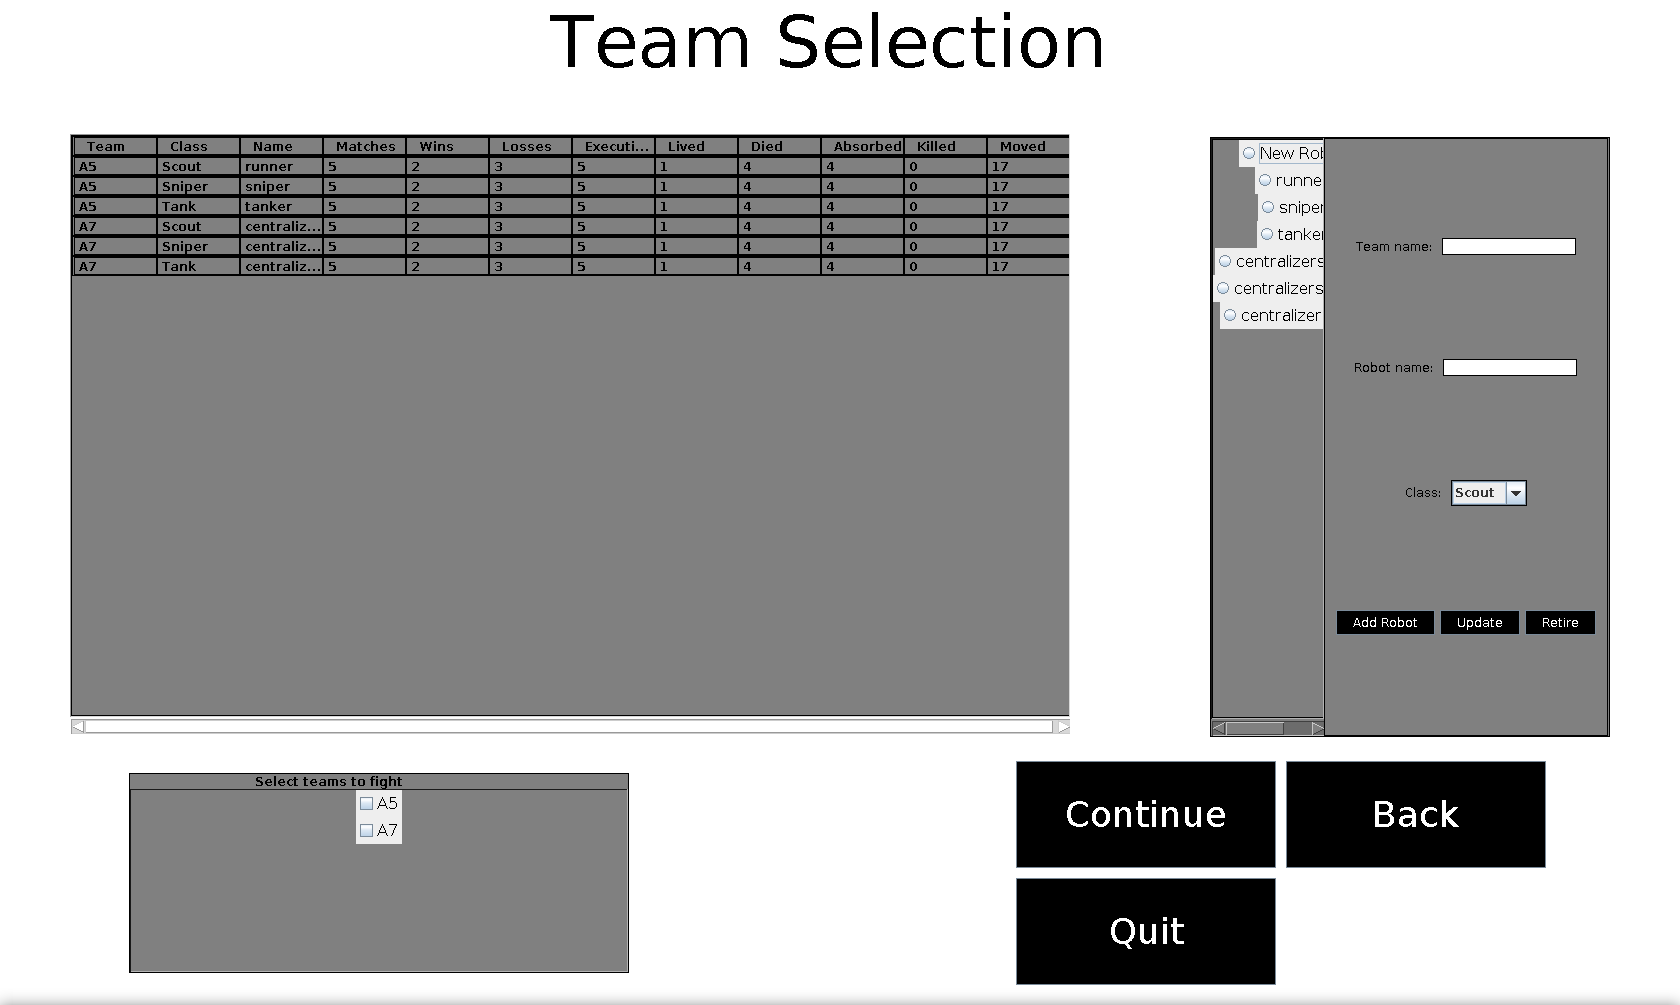 Team Selection
Team Class Name Matches Wins Losses Executi... Lived Died Absorbed Killed Moved
A5 Scout runner 5 2 3 5 1 4 4 0 17
A5 Sniper sniper 5 2 3 5 1 4 4 0 17
A5 Tank tanker 5 2 3 5 1 4 4 0 17
A7 Scout centraliz... 5 2 3 5 1 4 4 0 17
A7 Sniper centraliz... 5 2 3 5 1 4 4 0 17
A7 Tank centraliz... 5 2 3 5 1 4 4 0 17
New Rob
runne
sniper
tanker
centralizers
centralizers
centralizer
Team name:
Robot name:
Class: Scout
Add Robot Update Retire
Select teams to fight
A5
A7
Continue Back
Quit